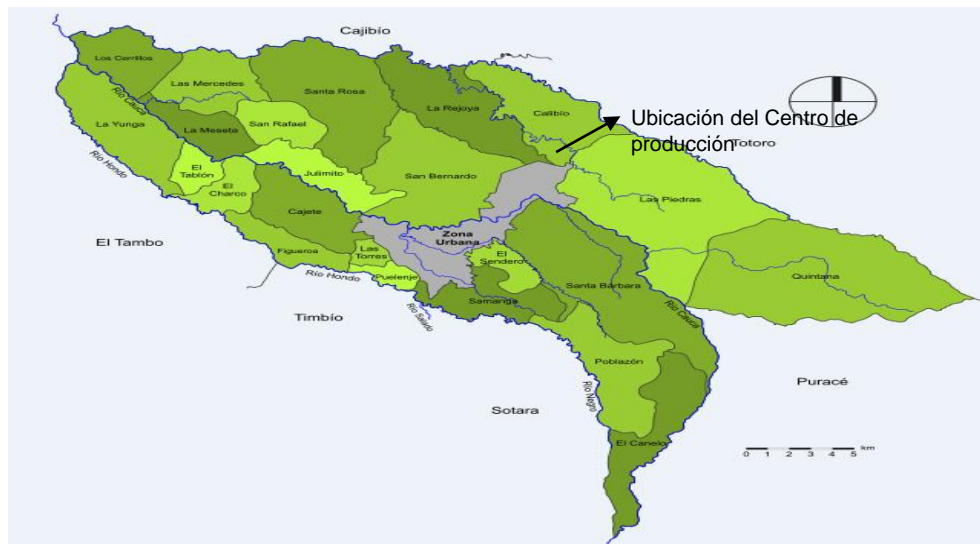 Cajibío
Los Cerrillos
Las Mercedes
Santa Rosa
La Rejoya
Calibío
Ubicación del Centro de
producción
Totoro
Río Cauca
La Yunga
La Meseta
San Rafael
Río Hondo
El
Tablón
El
Charco
Julimito
San Bernardo
Las Piedras
Cajete
Zona
Urbana
El Tambo
Figueroa
Las
Torres
El
Sendero
Río Hondo
Puelenje
Santa Bárbara
Quintana
Samanga
Río Cauca
Timbío
Río Saledo
Poblazón
Puracé
Río Negro
Sotara
El Canelo
km
0 1 2 3 4 5